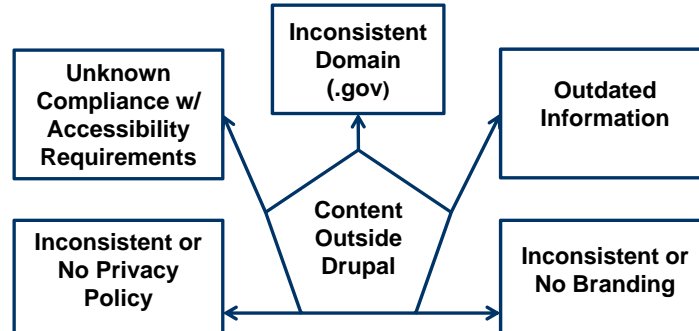 Inconsistent
Domain
(.gov)
Unknown
Compliance w/
Accessibility
Requirements
Outdated
Information
Content
Outside
Drupal
Inconsistent or
No Privacy
Policy
Inconsistent or
No Branding